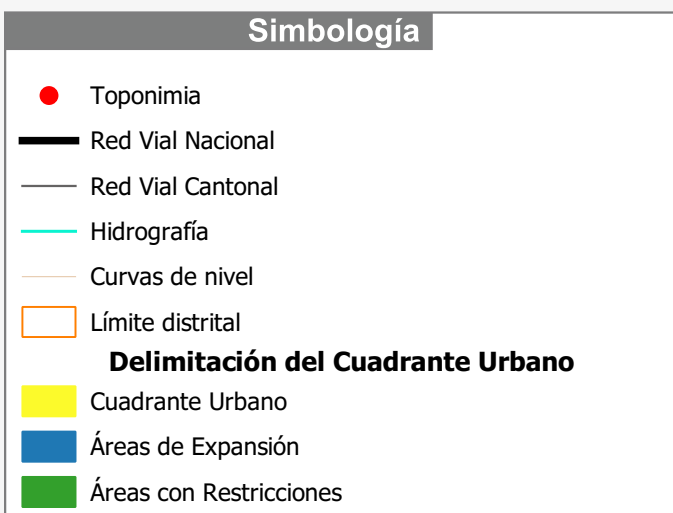 Simbología
Toponimia
Red Vial Nacional
Red Vial Cantonal
Hidrografía
Curvas de nivel
Límite distrital
Delimitación del Cuadrante Urbano
Cuadrante Urbano
Áreas de Expansión
Áreas con Restricciones